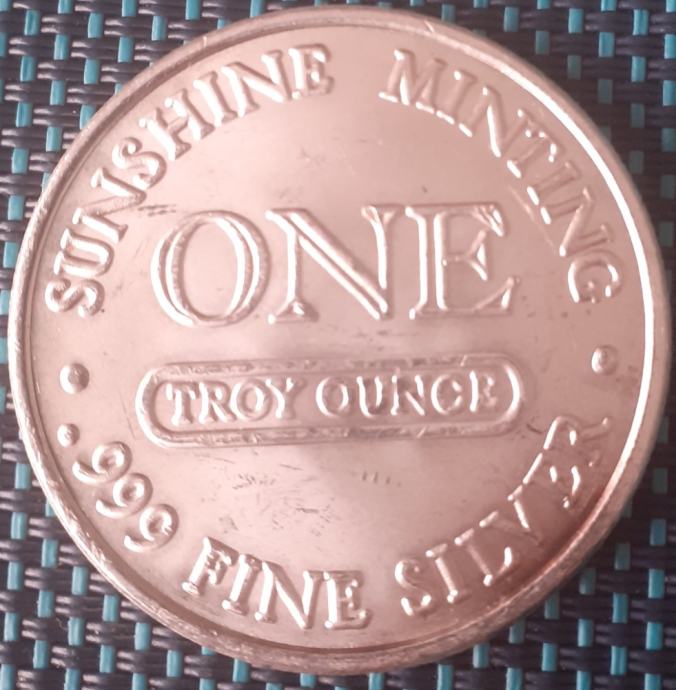 SUNSHINE MINTING
ONE
TROY OUNCE
.999 FINE SILVER